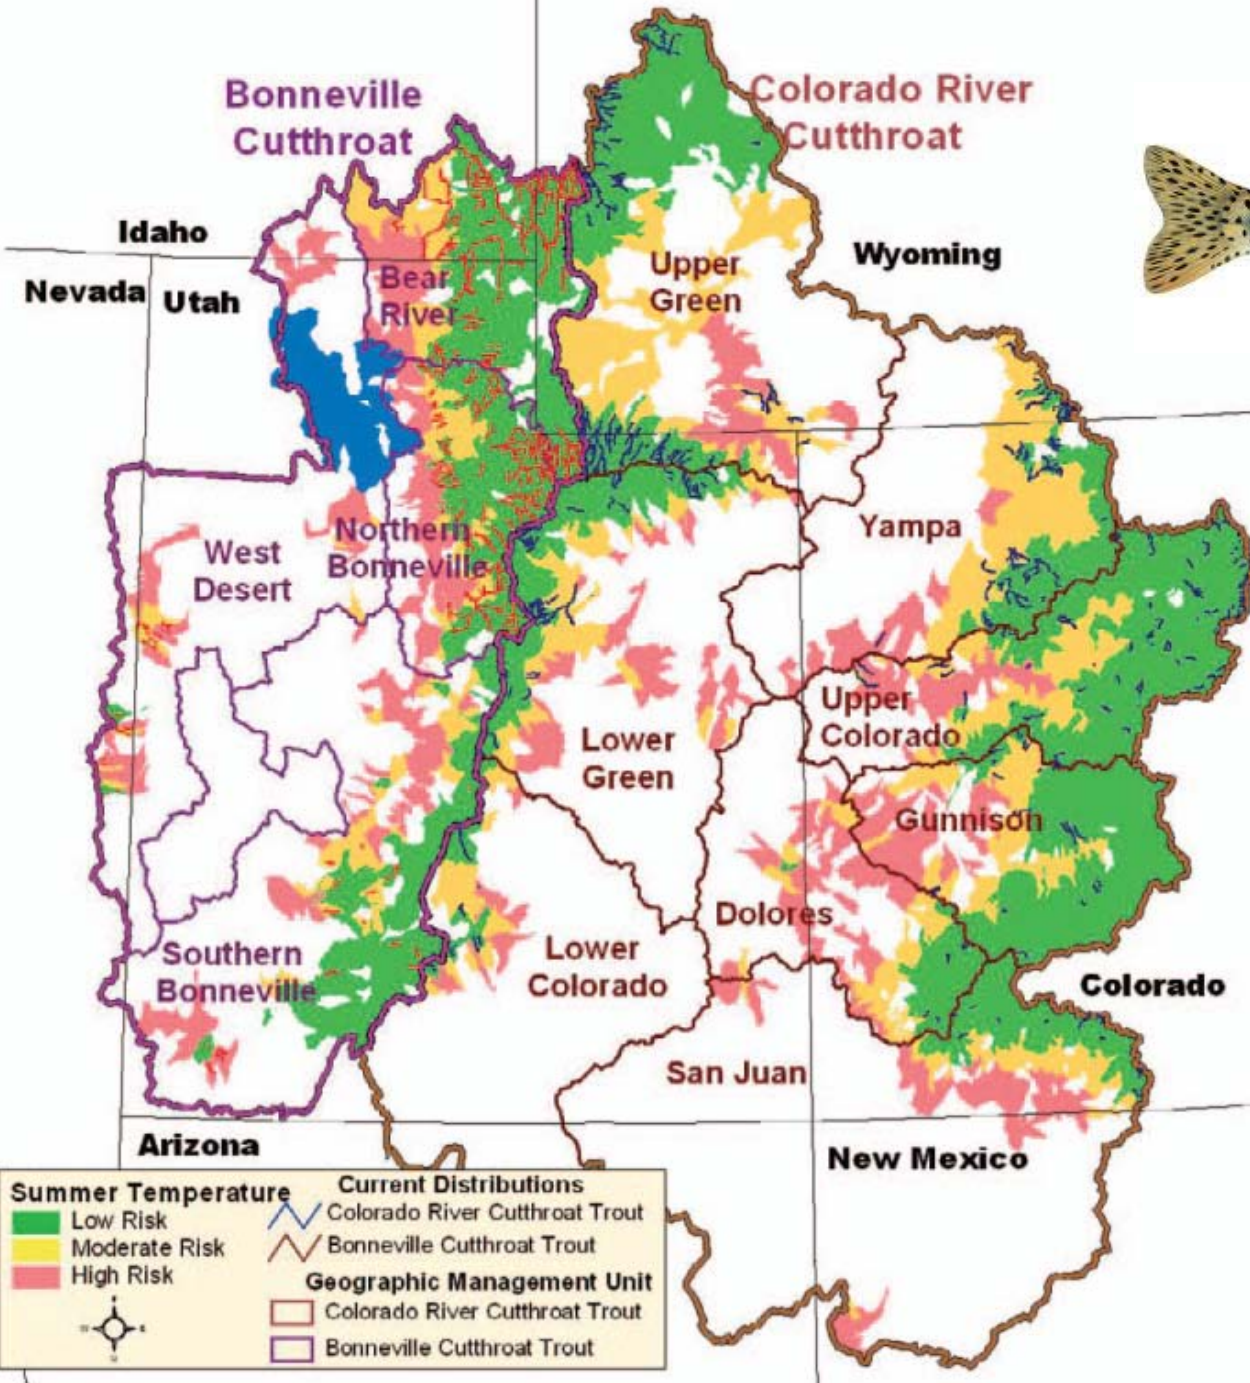 Bonneville
Cutthroat
Colorado River
Cutthroat
Idaho
Wyoming
Nevada
Utah
Bear
River
Upper
Green
Yampa
West
Desert
Northern
Bonneville
Upper
Colorado
Lower
Green
Gunnison
Dolores
Southern
Bonneville
Lower
Colorado
Colorado
San Juan
Arizona
New Mexico
Summer Temperature
Low Risk
Moderate Risk
High Risk
Current Distributions
Colorado River Cutthroat Trout
Bonneville Cutthroat Trout
Geographic Management Unit
Colorado River Cutthroat Trout
Bonneville Cutthroat Trout